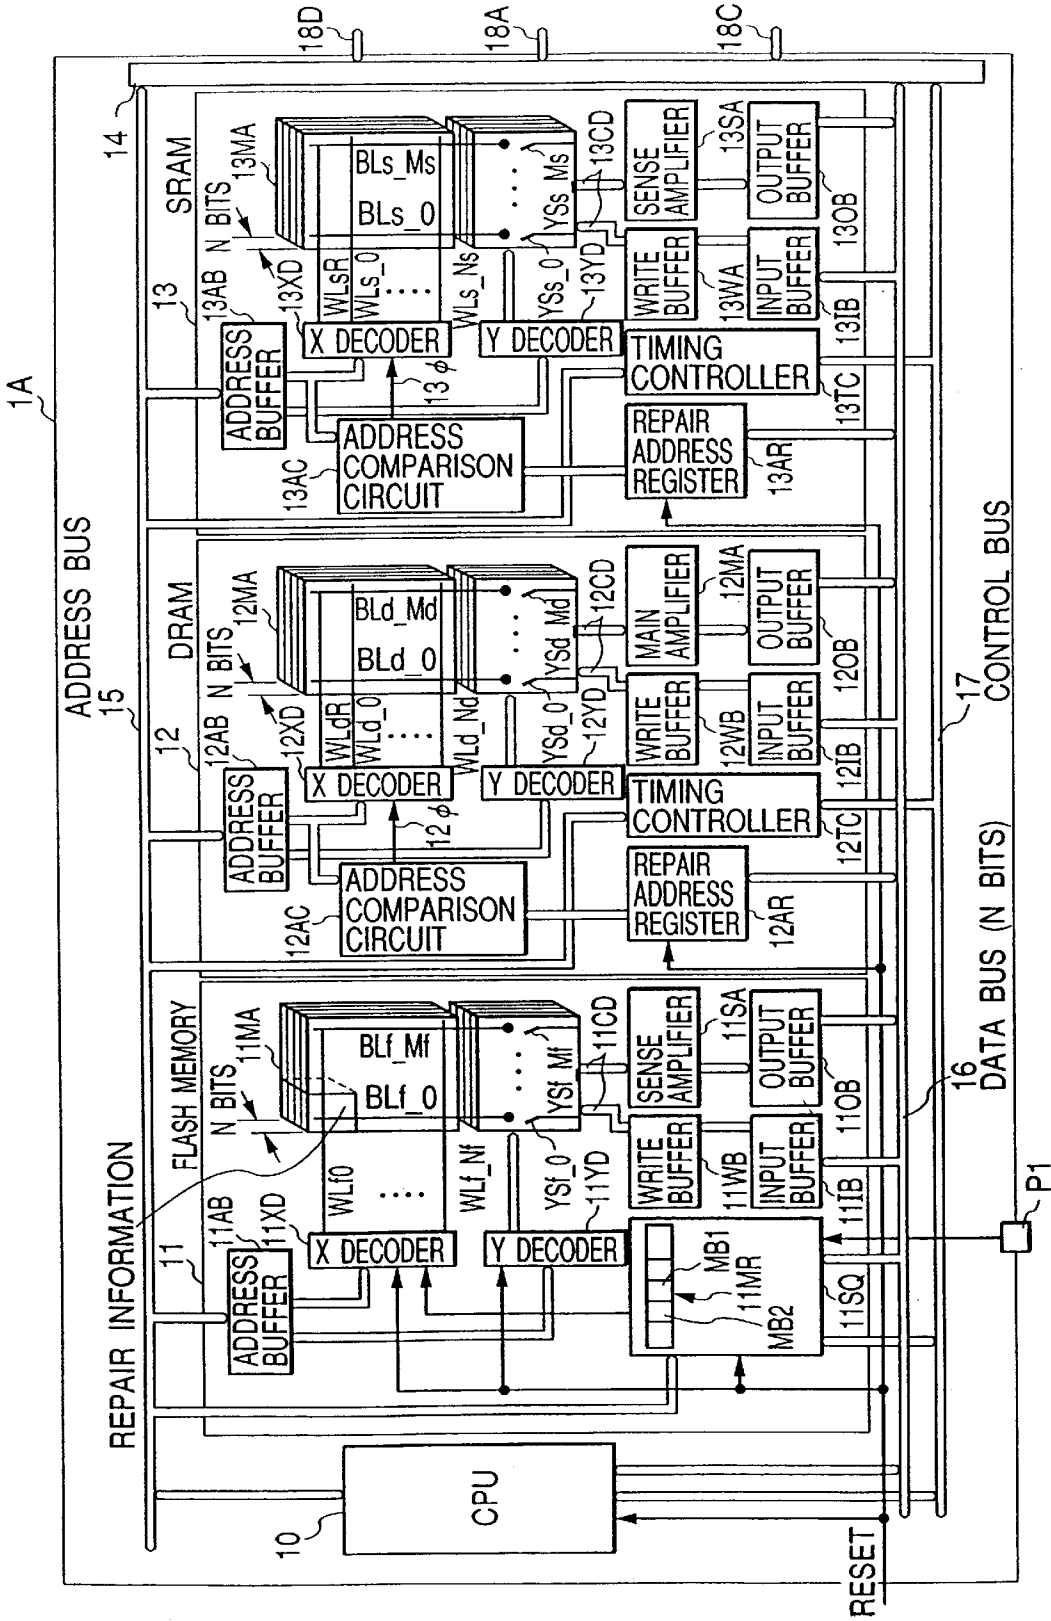 1A
ADDRESS BUS
15
14
18D
18A
18C
REPAIR INFORMATION
10
CPU
RESET
11
FLASH MEMORY
N BITS
11MA
11AB
ADDRESS
BUFFER
11XD
X DECODER
WLf0
WLf_Nf
BLf_Mf
BLf_0
YSf_0
YSf_Mf
11YD
Y DECODER
11CD
MB1
11MR
MB2
11SQ
WRITE
BUFFER
11WB
SENSE
AMPLIFIER
11SA
INPUT
BUFFER
11IB
OUTPUT
BUFFER
11OB
P1
12
DRAM
N BITS
12MA
12AB
ADDRESS
BUFFER
12XD
X DECODER
WLdR
WLd_0
WLd_Nd
BLd_Md
BLd_0
YSd_0
YSd_Md
12YD
Y DECODER
12CD
12AC
ADDRESS
COMPARISON
CIRCUIT
12 φ
REPAIR
ADDRESS
REGISTER
12AR
TIMING
CONTROLLER
12TC
WRITE
BUFFER
12WB
MAIN
AMPLIFIER
12MA
INPUT
BUFFER
12IB
OUTPUT
BUFFER
12OB
13
SRAM
N BITS
13MA
13AB
ADDRESS
BUFFER
13XD
X DECODER
WLsR
WLs_0
WLs_Ns
BLs_Ms
BLs_0
YSs_0
YSs_Ms
13YD
Y DECODER
13CD
13AC
ADDRESS
COMPARISON
CIRCUIT
13 φ
REPAIR
ADDRESS
REGISTER
13AR
TIMING
CONTROLLER
13TC
WRITE
BUFFER
13WA
SENSE
AMPLIFIER
13SA
INPUT
BUFFER
13IB
OUTPUT
BUFFER
13OB
16
DATA BUS (N BITS)
17
CONTROL BUS